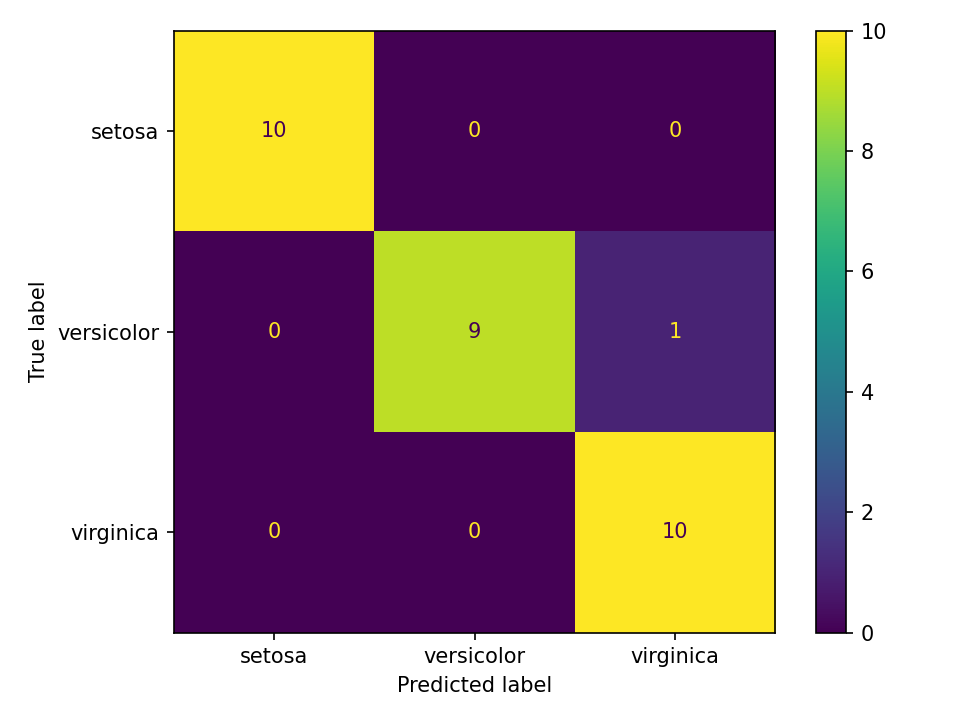 10
setosa
10 0 0
8
6
True label
versicolor
0 9 1
4
virginica
0 0 10
2
0
setosa versicolor virginica
Predicted label